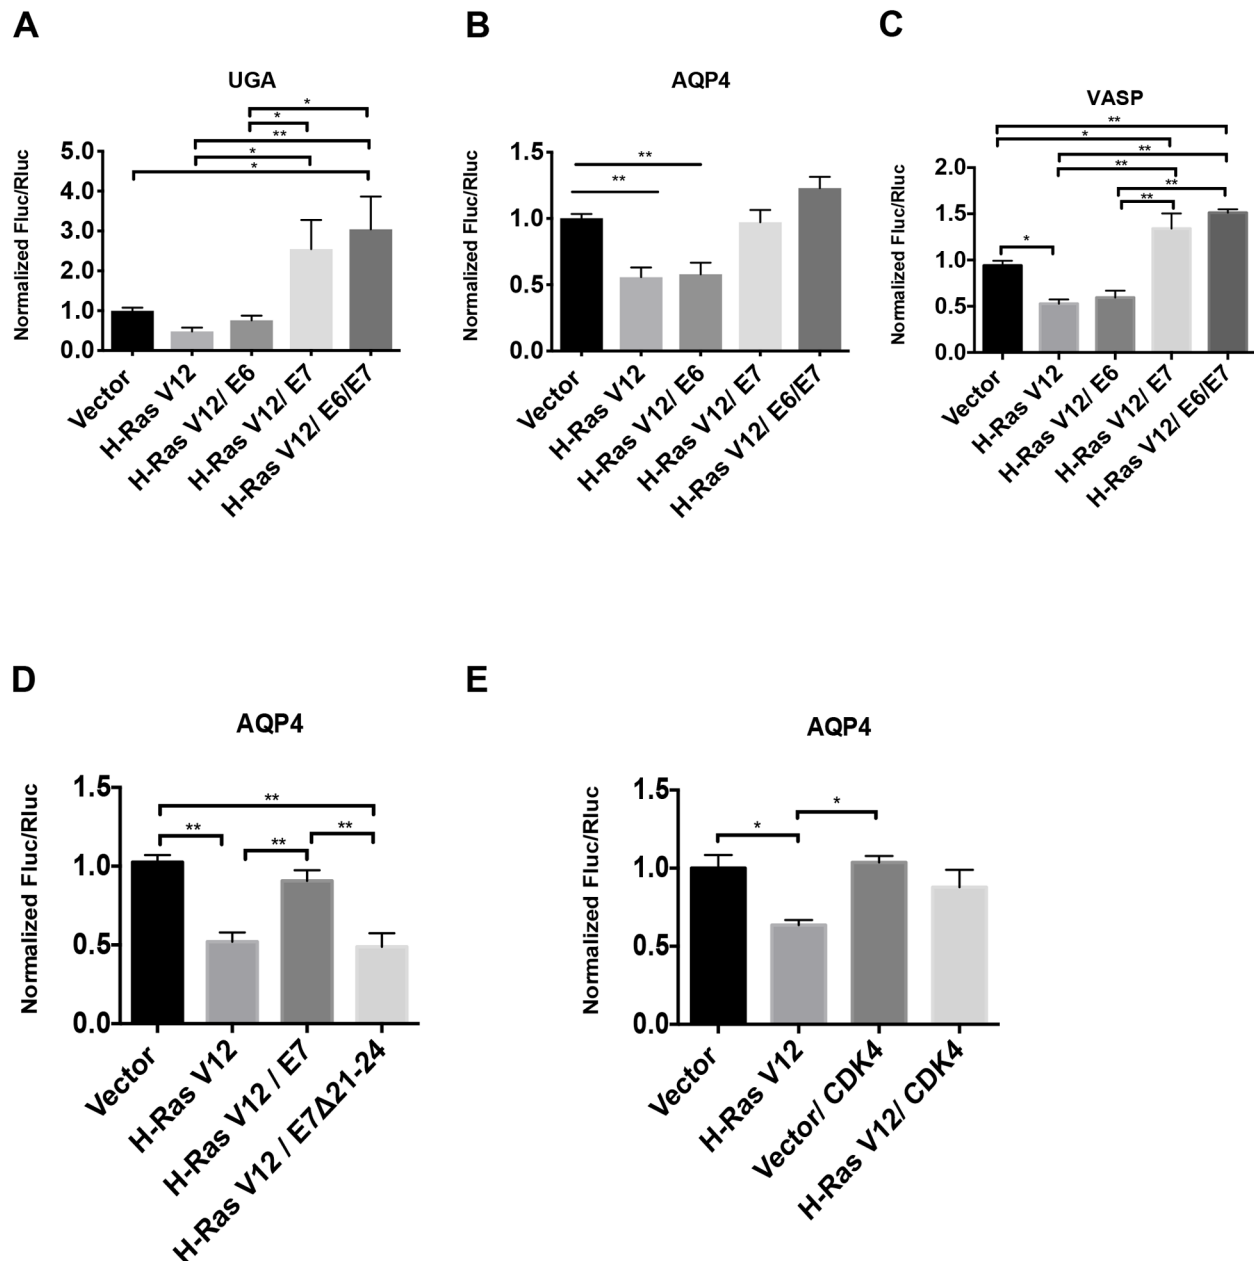 A
B
C
UGA
AQP4
VASP
*
*
**
*
*
Normalized Fluc/Rluc
5.0
4.0
3.0
2.0
1.0
0.0
Vector
H-Ras V12
H-Ras V12/ E6
H-Ras V12/ E7
H-Ras V12/ E6/E7
**
**
Normalized Fluc/Rluc
1.5
1.0
0.5
0.0
Vector
H-Ras V12
H-Ras V12/ E6
H-Ras V12/ E7
H-Ras V12/ E6/E7
**
*
**
**
**
**
*
Normalized Fluc/Rluc
2.0
1.5
1.0
0.5
0.0
Vector
H-Ras V12
H-Ras V12/ E6
H-Ras V12/ E7
H-Ras V12/ E6/E7
D
E
AQP4
AQP4
**
**
**
**
Normalized Fluc/Rluc
1.5
1.0
0.5
0.0
Vector
H-Ras V12
H-Ras V12 / E7
H-Ras V12 / E7Δ21-24
*
*
Normalized Fluc/Rluc
1.5
1.0
0.5
0.0
Vector
H-Ras V12
Vector/ CDK4
H-Ras V12/ CDK4